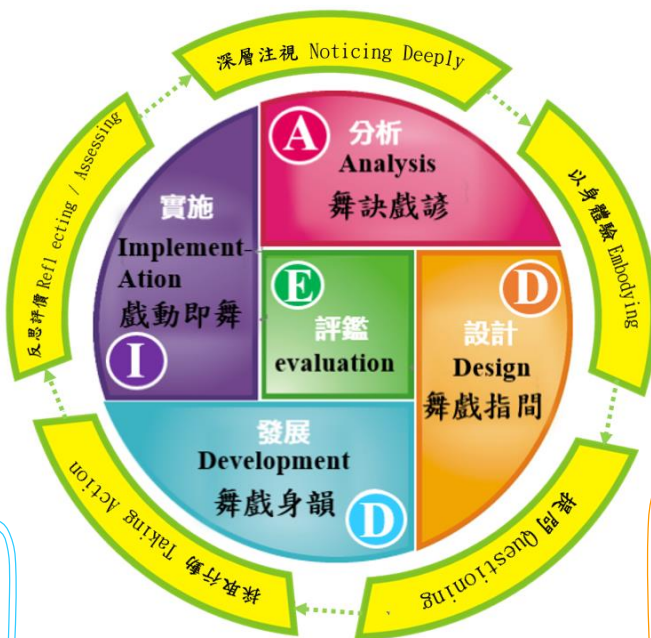 深層注視 Noticing Deeply
以身體驗 Embodying
提問 Questioning
採取行動 Taking Action
反思評價 Refl ecting / Assessing
A
分析
Analysis
舞訣戲諺
D
設計
Design
舞戲指間
發展
Development
舞戲身韻
D
實施
Implement-
Ation
戲動即舞
I
E
評鑑
evaluation